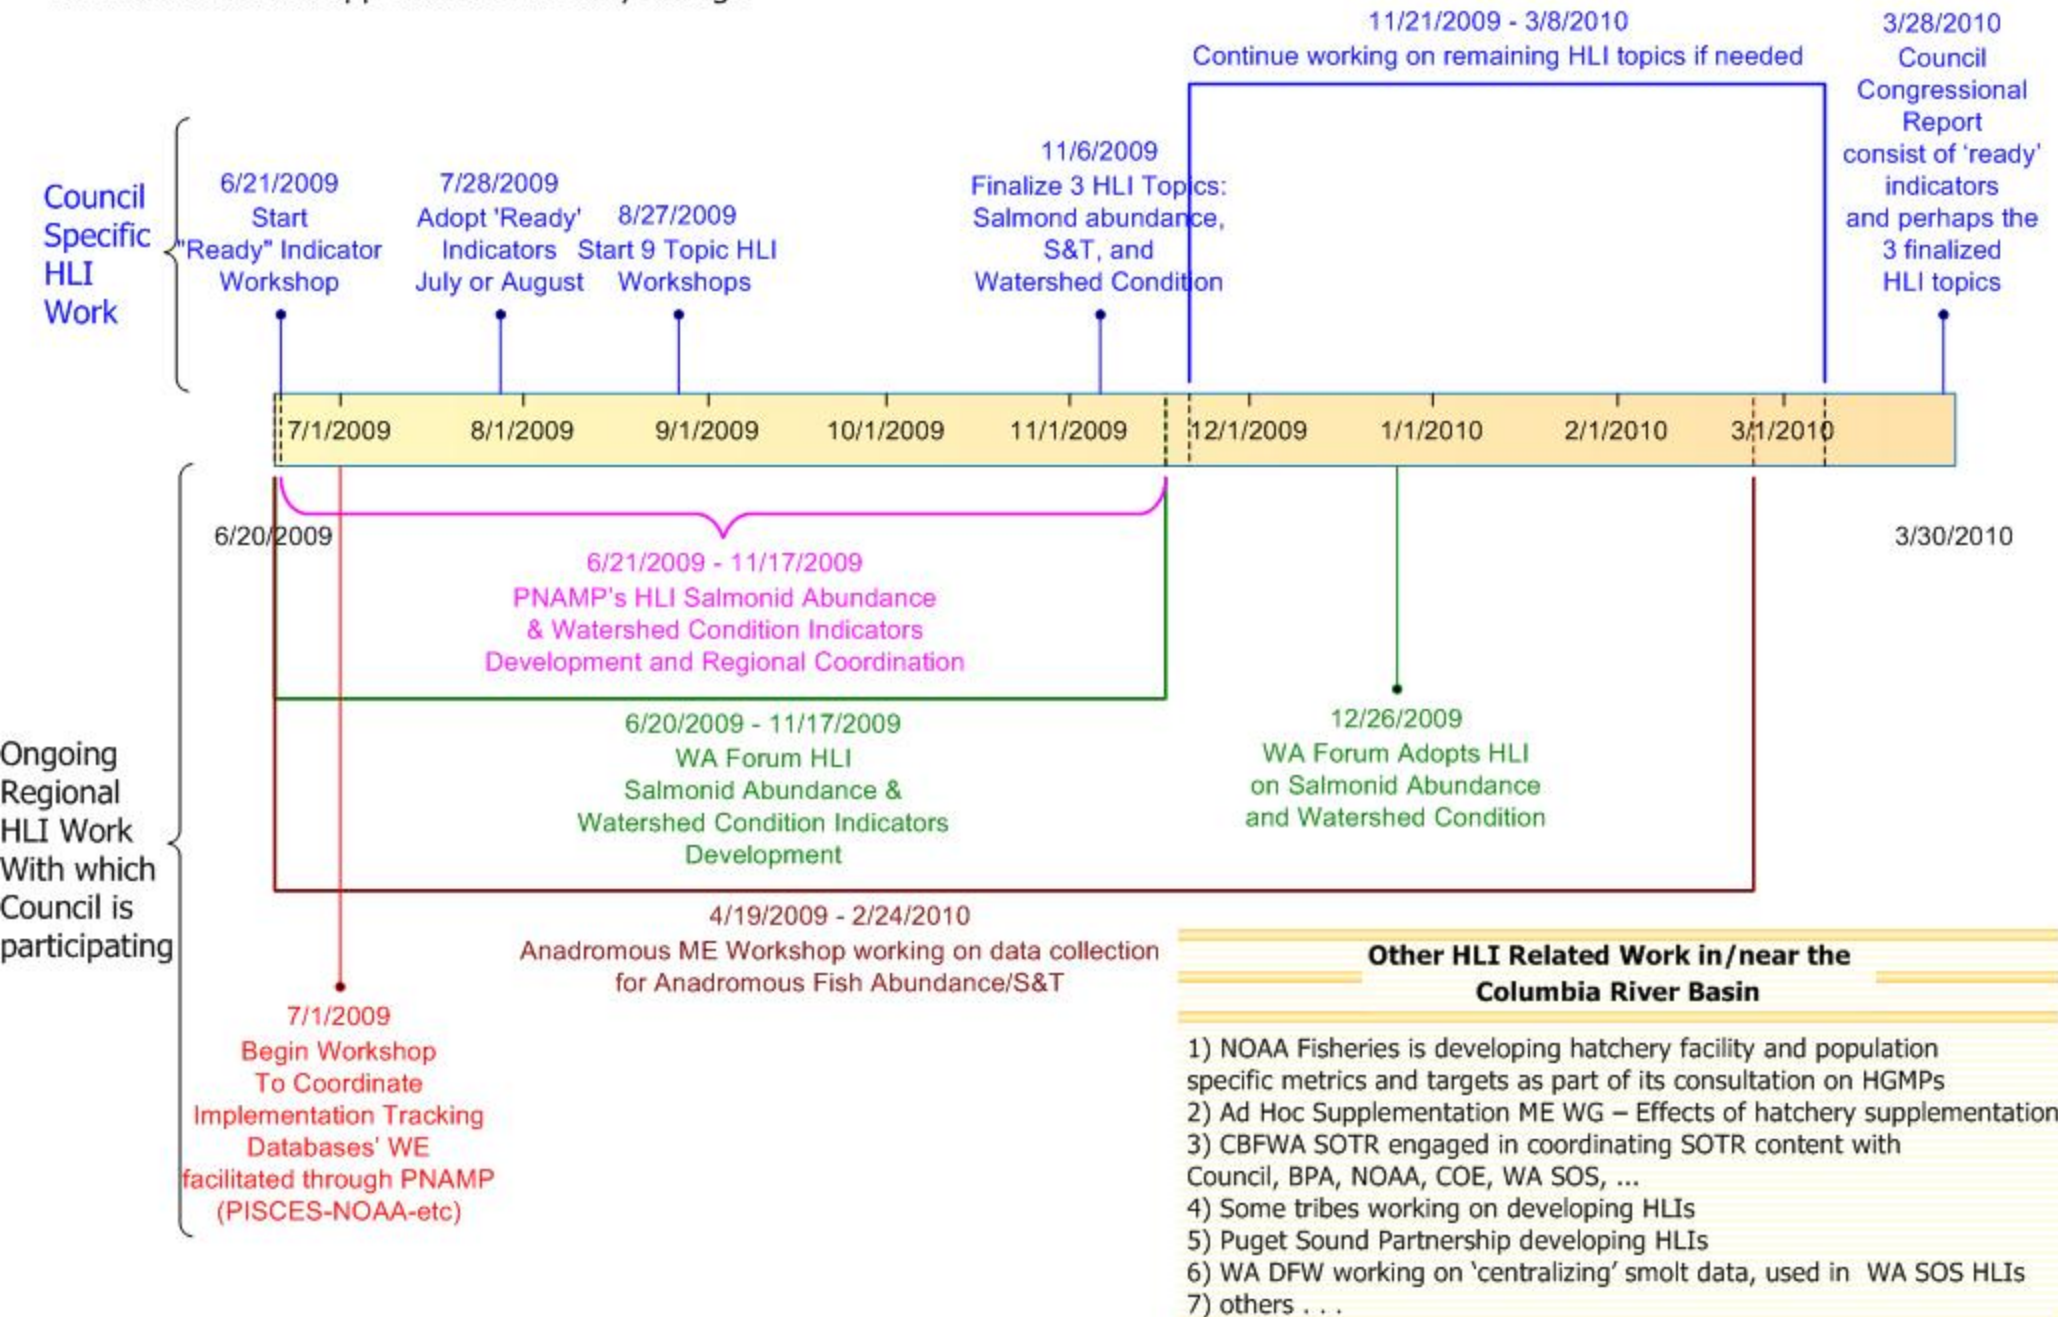 11/21/2009 - 3/8/2010
Continue working on remaining HLI topics if needed
3/28/2010
Council
Congressional
Report
consist of ‘ready’
indicators
and perhaps the
3 finalized
HLI topics
Council
Specific
HLI
Work
6/21/2009
Start
"Ready" Indicator
Workshop
7/28/2009
Adopt 'Ready'
Indicators
July or August
8/27/2009
Start 9 Topic HLI
Workshops
11/6/2009
Finalize 3 HLI Topics:
Salmond abundance,
S&T, and
Watershed Condition
7/1/2009
8/1/2009
9/1/2009
10/1/2009
11/1/2009
12/1/2009
1/1/2010
2/1/2010
3/1/2010
6/20/2009
3/30/2010
6/21/2009 - 11/17/2009
PNAMP's HLI Salmonid Abundance
& Watershed Condition Indicators
Development and Regional Coordination
6/20/2009 - 11/17/2009
WA Forum HLI
Salmonid Abundance &
Watershed Condition Indicators
Development
12/26/2009
WA Forum Adopts HLI
on Salmonid Abundance
and Watershed Condition
Ongoing
Regional
HLI Work
With which
Council is
participating
4/19/2009 - 2/24/2010
Anadromous ME Workshop working on data collection
for Anadromous Fish Abundance/S&T
7/1/2009
Begin Workshop
To Coordinate
Implementation Tracking
Databases' WE
facilitated through PNAMP
(PISCES-NOAA-etc)
Other HLI Related Work in/near the
Columbia River Basin
1) NOAA Fisheries is developing hatchery facility and population
specific metrics and targets as part of its consultation on HGMPs
2) Ad Hoc Supplementation ME WG – Effects of hatchery supplementation
3) CBFWA SOTR engaged in coordinating SOTR content with
Council, BPA, NOAA, COE, WA SOS, ...
4) Some tribes working on developing HLIs
5) Puget Sound Partnership developing HLIs
6) WA DFW working on ‘centralizing’ smolt data, used in WA SOS HLIs
7) others . . .